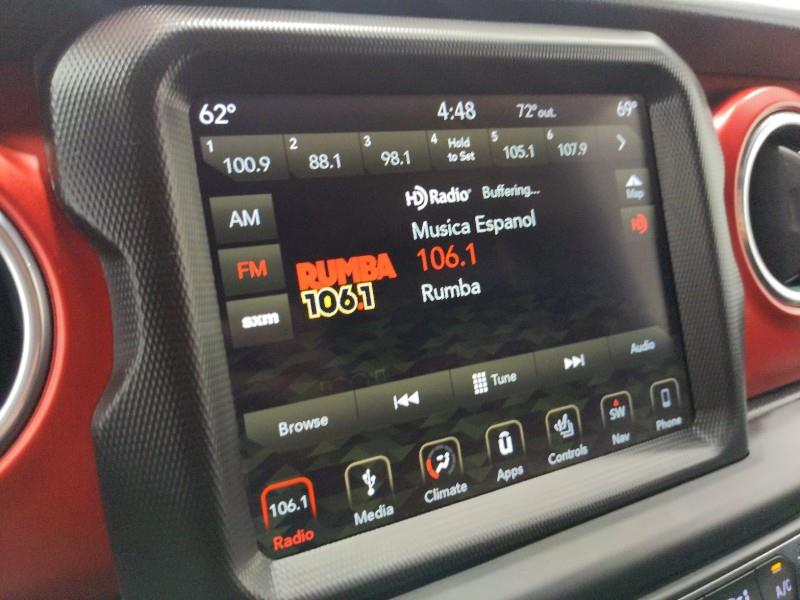 62° 4:48 72° out. 69°
1 100.9 2 88.1 3 98.1 4 Hold to Set 5 105.1 6 107.9
HD Radio Buffering... Map
AM Musica Espanol HD
FM RUMBA 106.1 106.1
sxm Rumba
Browse Tune Audio
106.1 SW
Radio Media Climate Apps Controls Nav Phone
A/C